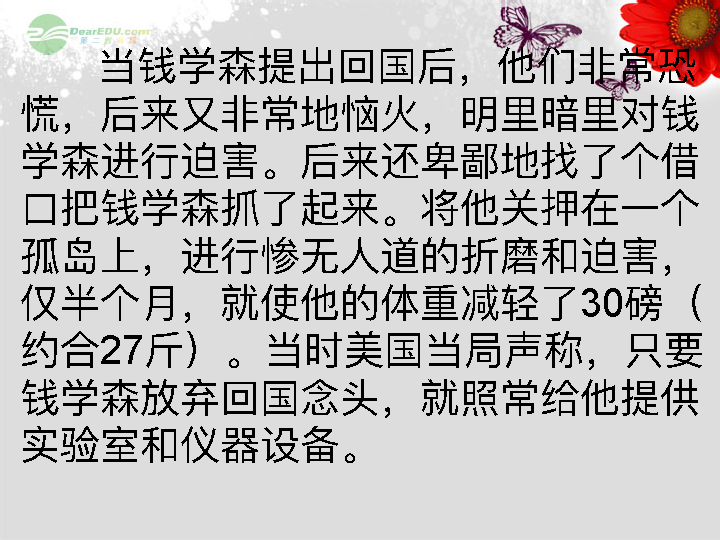 DearEDU.com
当钱学森提出回国后，他们非常恐
慌，后来又非常地恼火，明里暗里对钱
学森进行迫害。后来还卑鄙地找了个借
口把钱学森抓了起来。将他关押在一个
孤岛上，进行惨无人道的折磨和迫害，
仅半个月，就使他的体重减轻了30磅（
约合27斤）。当时美国当局声称，只要
钱学森放弃回国念头，就照常给他提供
实验室和仪器设备。